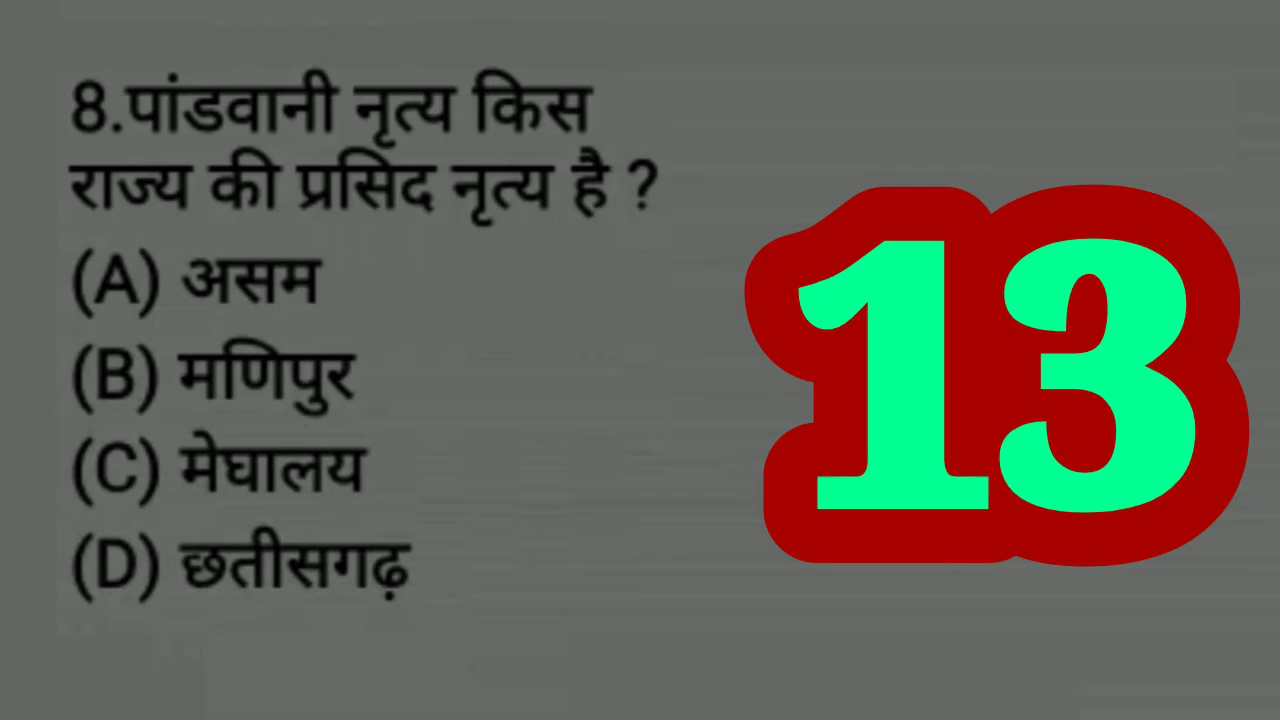 8.पांडवानी नृत्य किस
राज्य की प्रसिद नृत्य है ?
(A) असम
(B) मणिपुर
(C) मेघालय
(D) छतीसगढ़
13